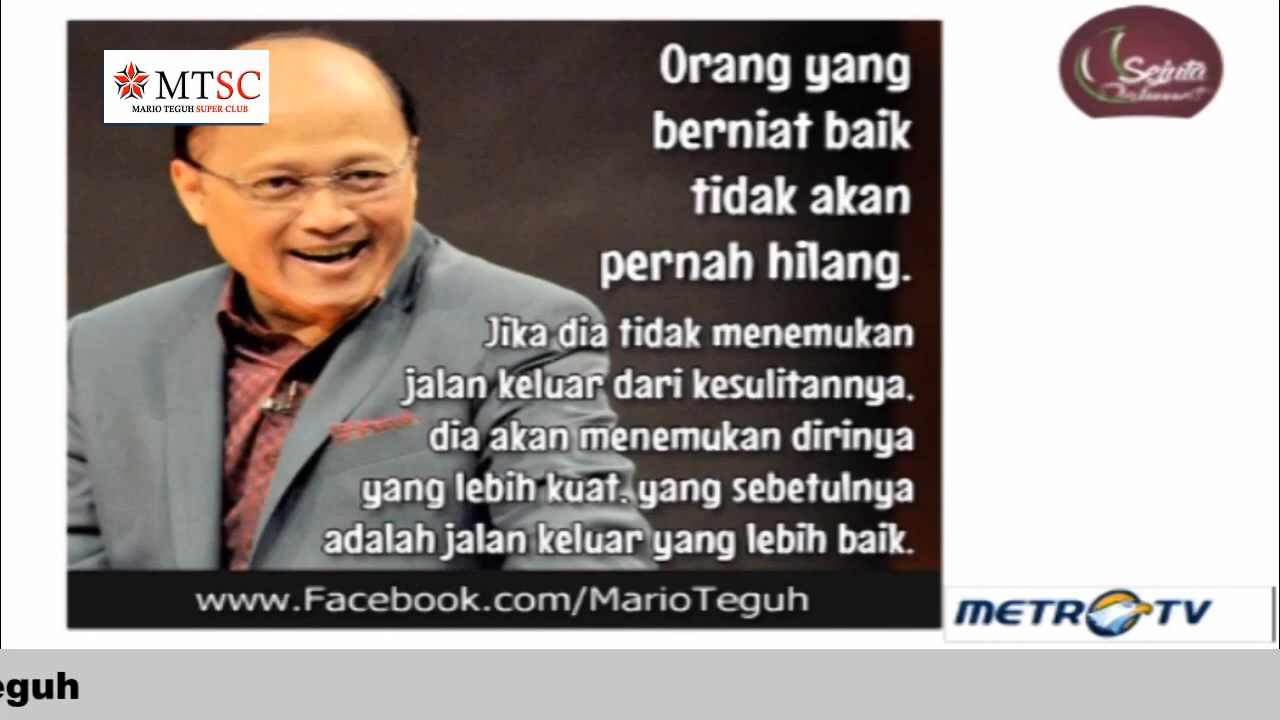 MTSC
MARIO TEGUH SUPER CLUB
Orang yang
berniat baik
tidak akan
pernah hilang.
Jika dia tidak menemukan
jalan keluar dari kesulitannya,
dia akan menemukan dirinya
yang lebih kuat, yang sebetulnya
adalah jalan keluar yang lebih baik.
www.Facebook.com/MarioTeguh
Sejuta
METRO TV
eguh